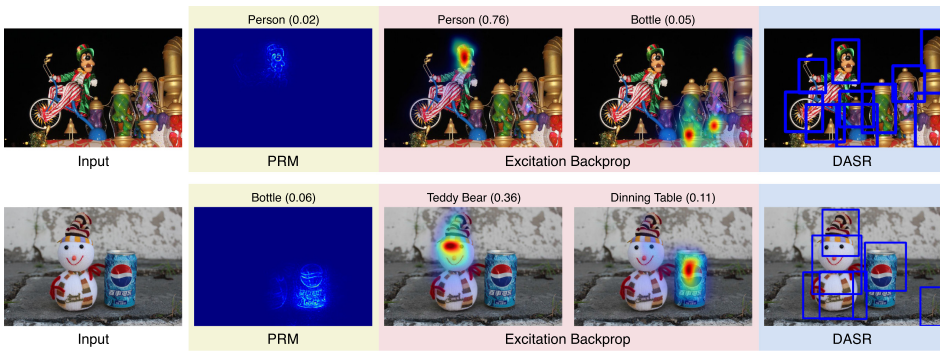 Person (0.02)
Person (0.76)
Bottle (0.05)
Input
PRM
Excitation Backprop
DASR
Bottle (0.06)
Teddy Bear (0.36)
Dinning Table (0.11)
Input
PRM
Excitation Backprop
DASR